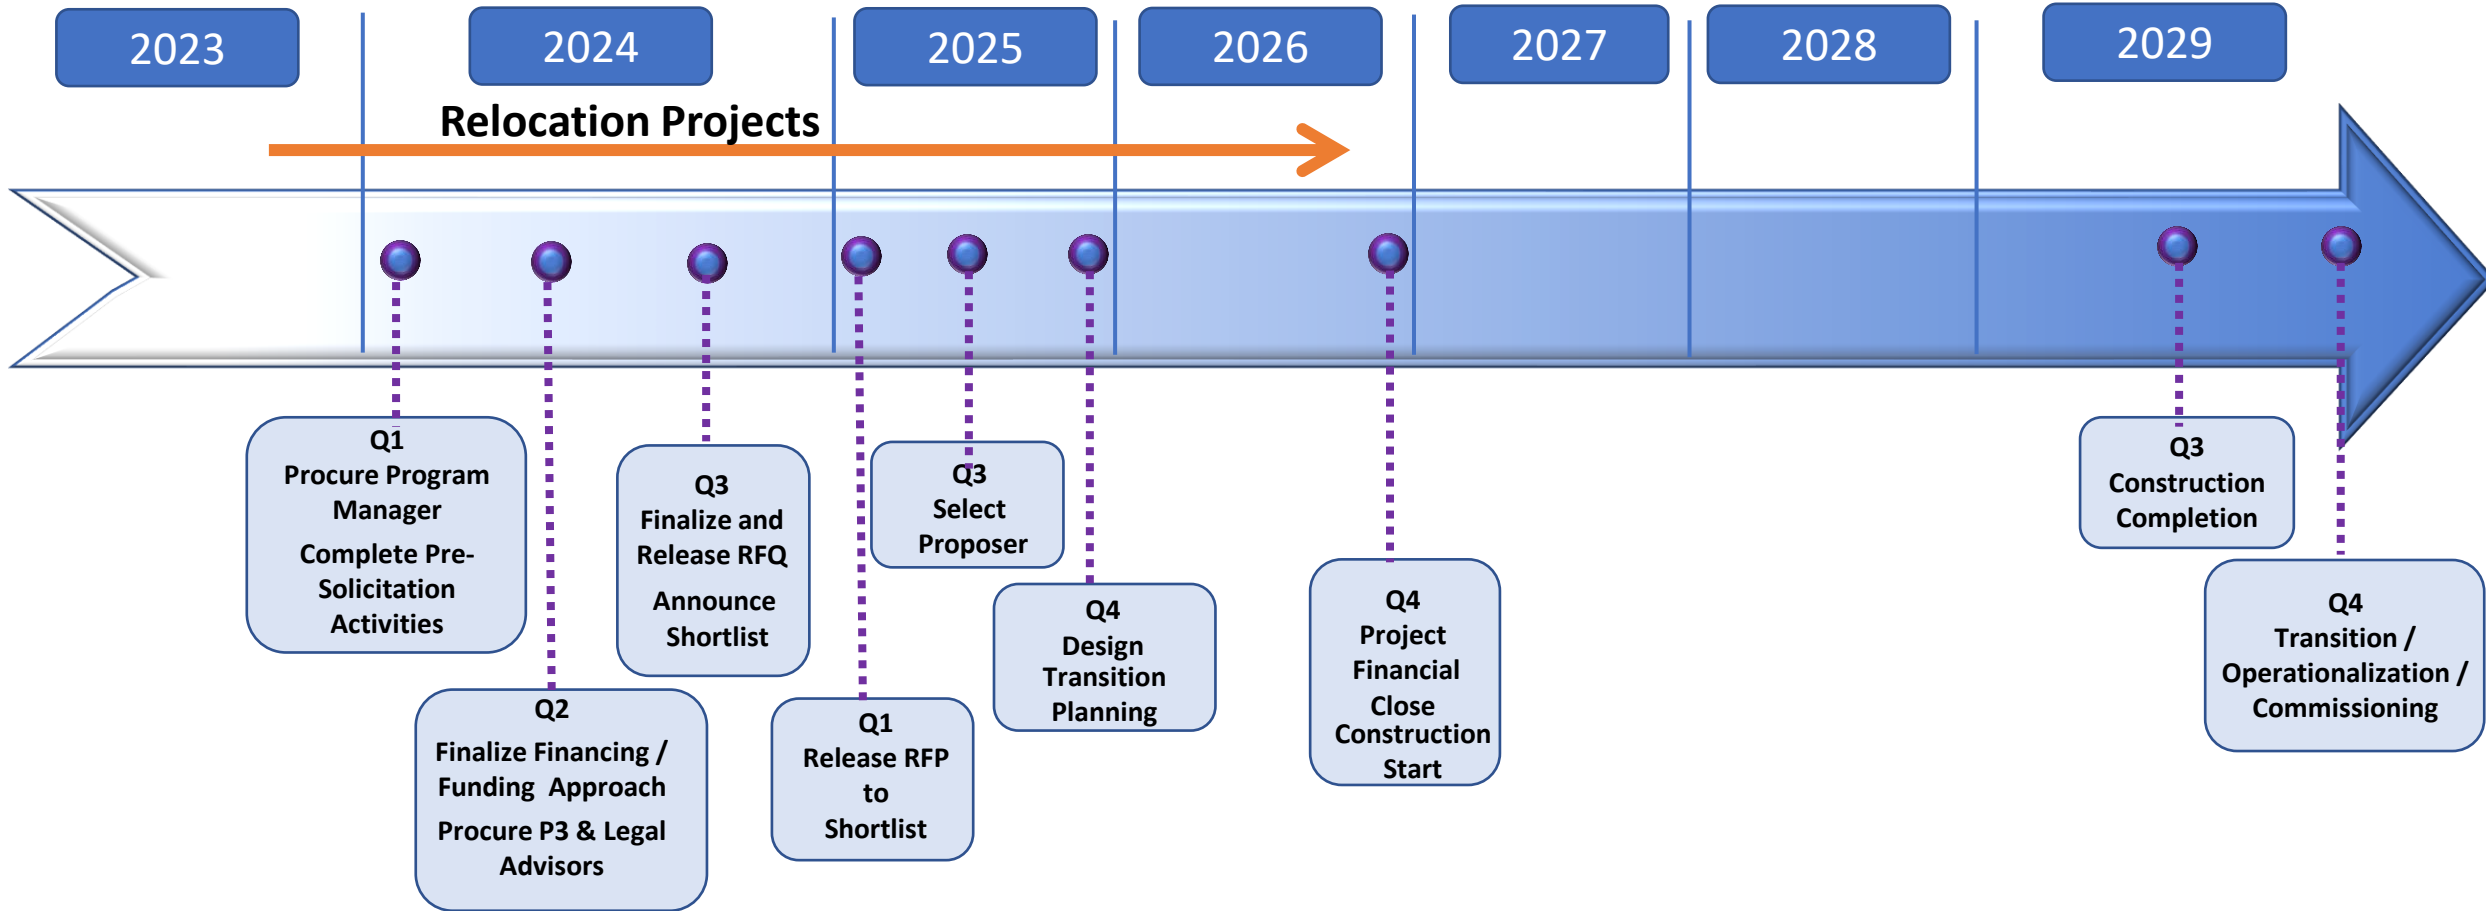 2023
2024
2025
2026
2027
2028
2029
Relocation Projects
Q1
Procure Program
Manager
Complete Pre-
Solicitation
Activities
Q2
Finalize Financing /
Funding Approach
Procure P3 & Legal
Advisors
Q3
Finalize and
Release RFQ
Announce
Shortlist
Q1
Release RFP
to
Shortlist
Q3
Select
Proposer
Q4
Design
Transition
Planning
Q4
Project
Financial
Close
Construction
Start
Q3
Construction
Completion
Q4
Transition /
Operationalization /
Commissioning